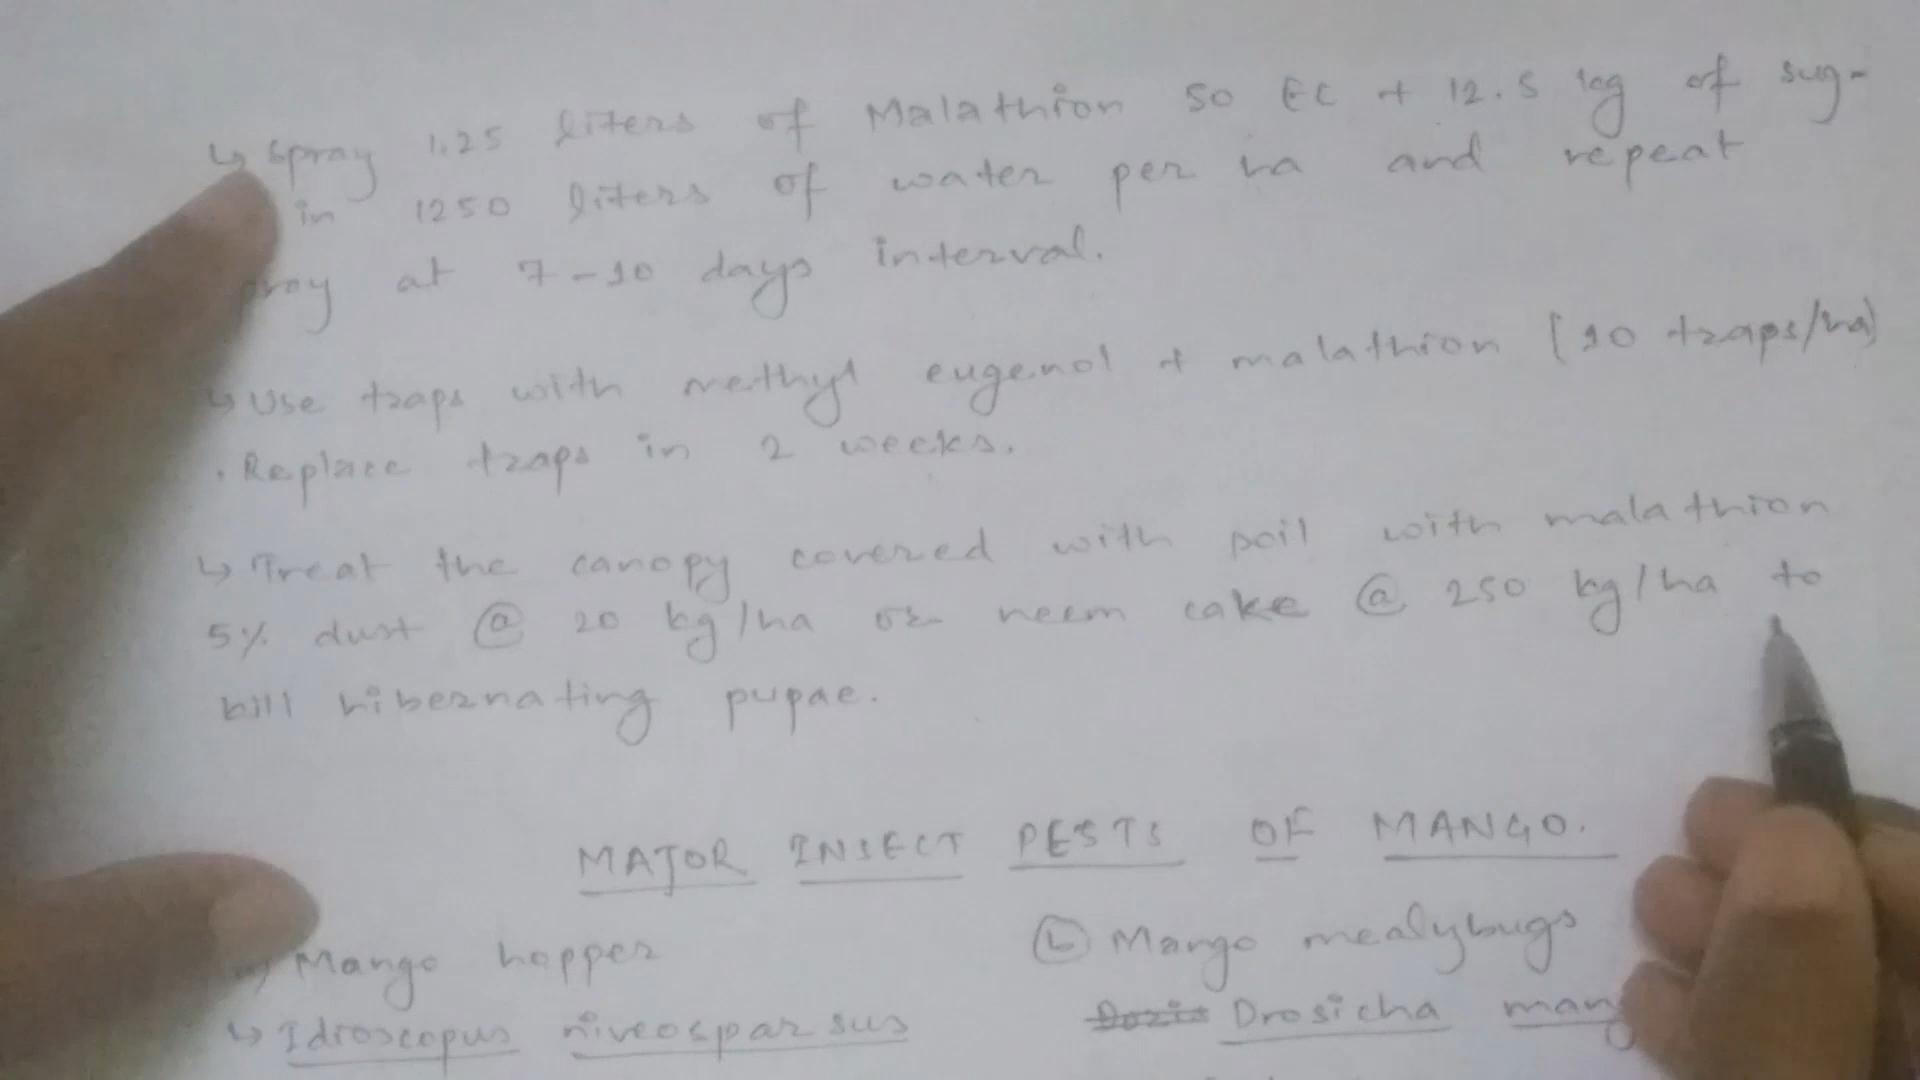 ↳ Spray 1.25 liters of Malathion 50 EC + 12.5 kg of sug-
in 1250 liters of water per ha and repeat
pray at 7-10 days interval.
↳ Use traps with methyl eugenol + malathion [10 traps/ha]
. Replace traps in 2 weeks.
↳ Treat the canopy covered with soil with malathion
5% dust @ 20 kg/ha or neem cake @ 250 kg/ha to
kill hibernating pupae.
MAJOR INSECT PESTS OF MANGO.
Mango hopper
ⓑ Mango mealybugs
↳ Idroscopus niveosparsus
Drosicha mang